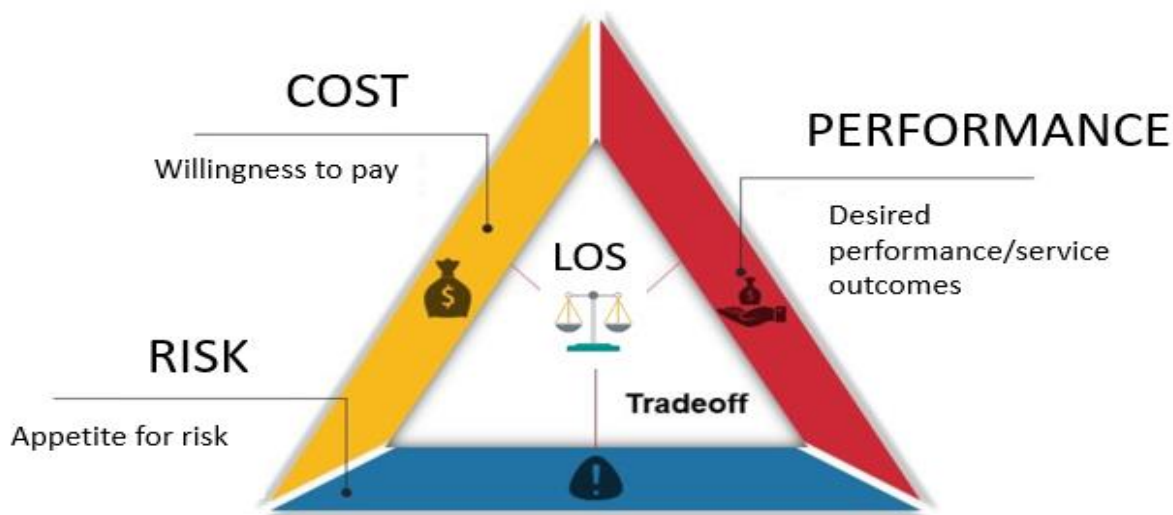 COST
Willingness to pay
PERFORMANCE
Desired
performance/service
outcomes
LOS
$
$
RISK
Appetite for risk
Tradeoff
!